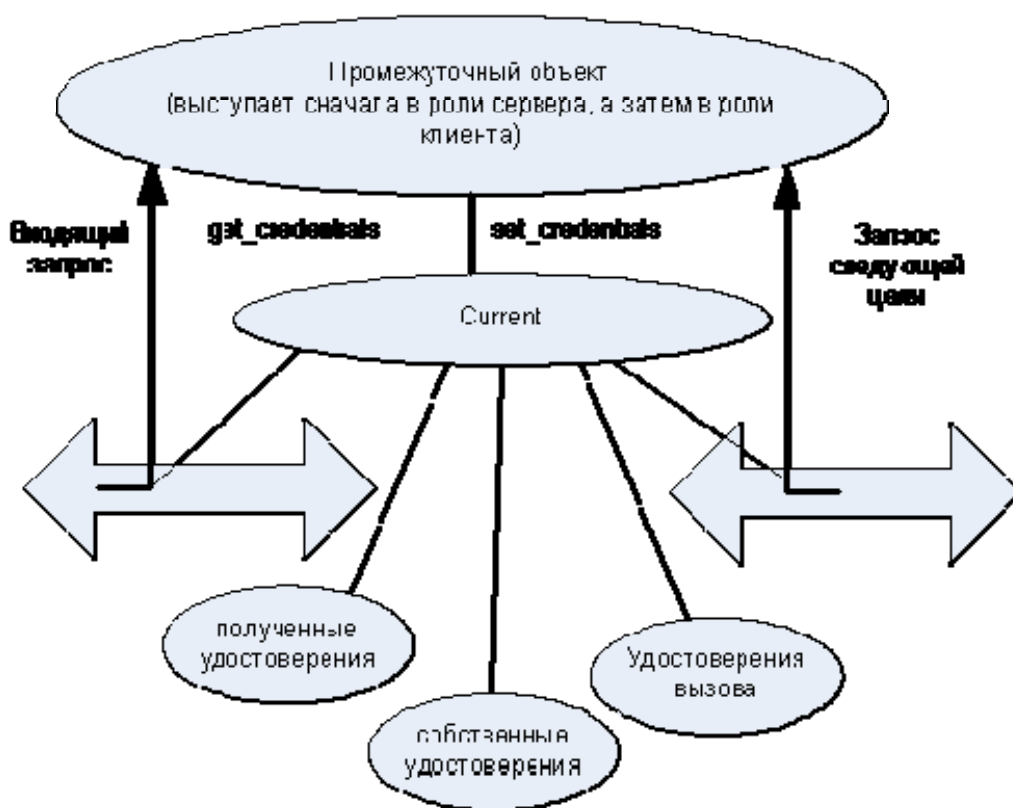 Промежуточный объект
(выступает сначала в роли сервера, а затем в роли
клиента)
Входящий
запрос
get_credentials
set_credentials
Запрос
следующей
цели
Current
полученные
удостоверения
Удостоверения
вызова
собственные
удостоверения